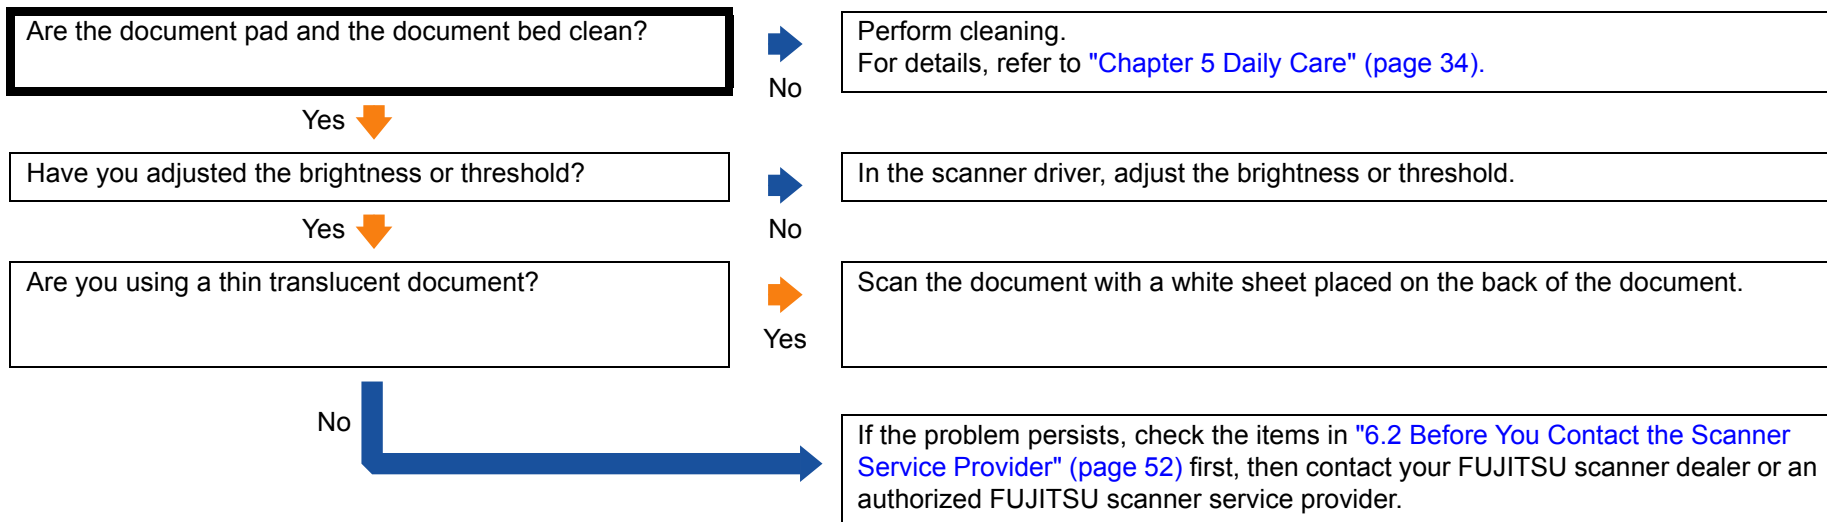 Are the document pad and the document bed clean?
No
Perform cleaning.
For details, refer to "Chapter 5 Daily Care" (page 34).
Yes
Have you adjusted the brightness or threshold?
No
In the scanner driver, adjust the brightness or threshold.
Yes
Are you using a thin translucent document?
Yes
Scan the document with a white sheet placed on the back of the document.
No
If the problem persists, check the items in "6.2 Before You Contact the Scanner
Service Provider" (page 52) first, then contact your FUJITSU scanner dealer or an
authorized FUJITSU scanner service provider.